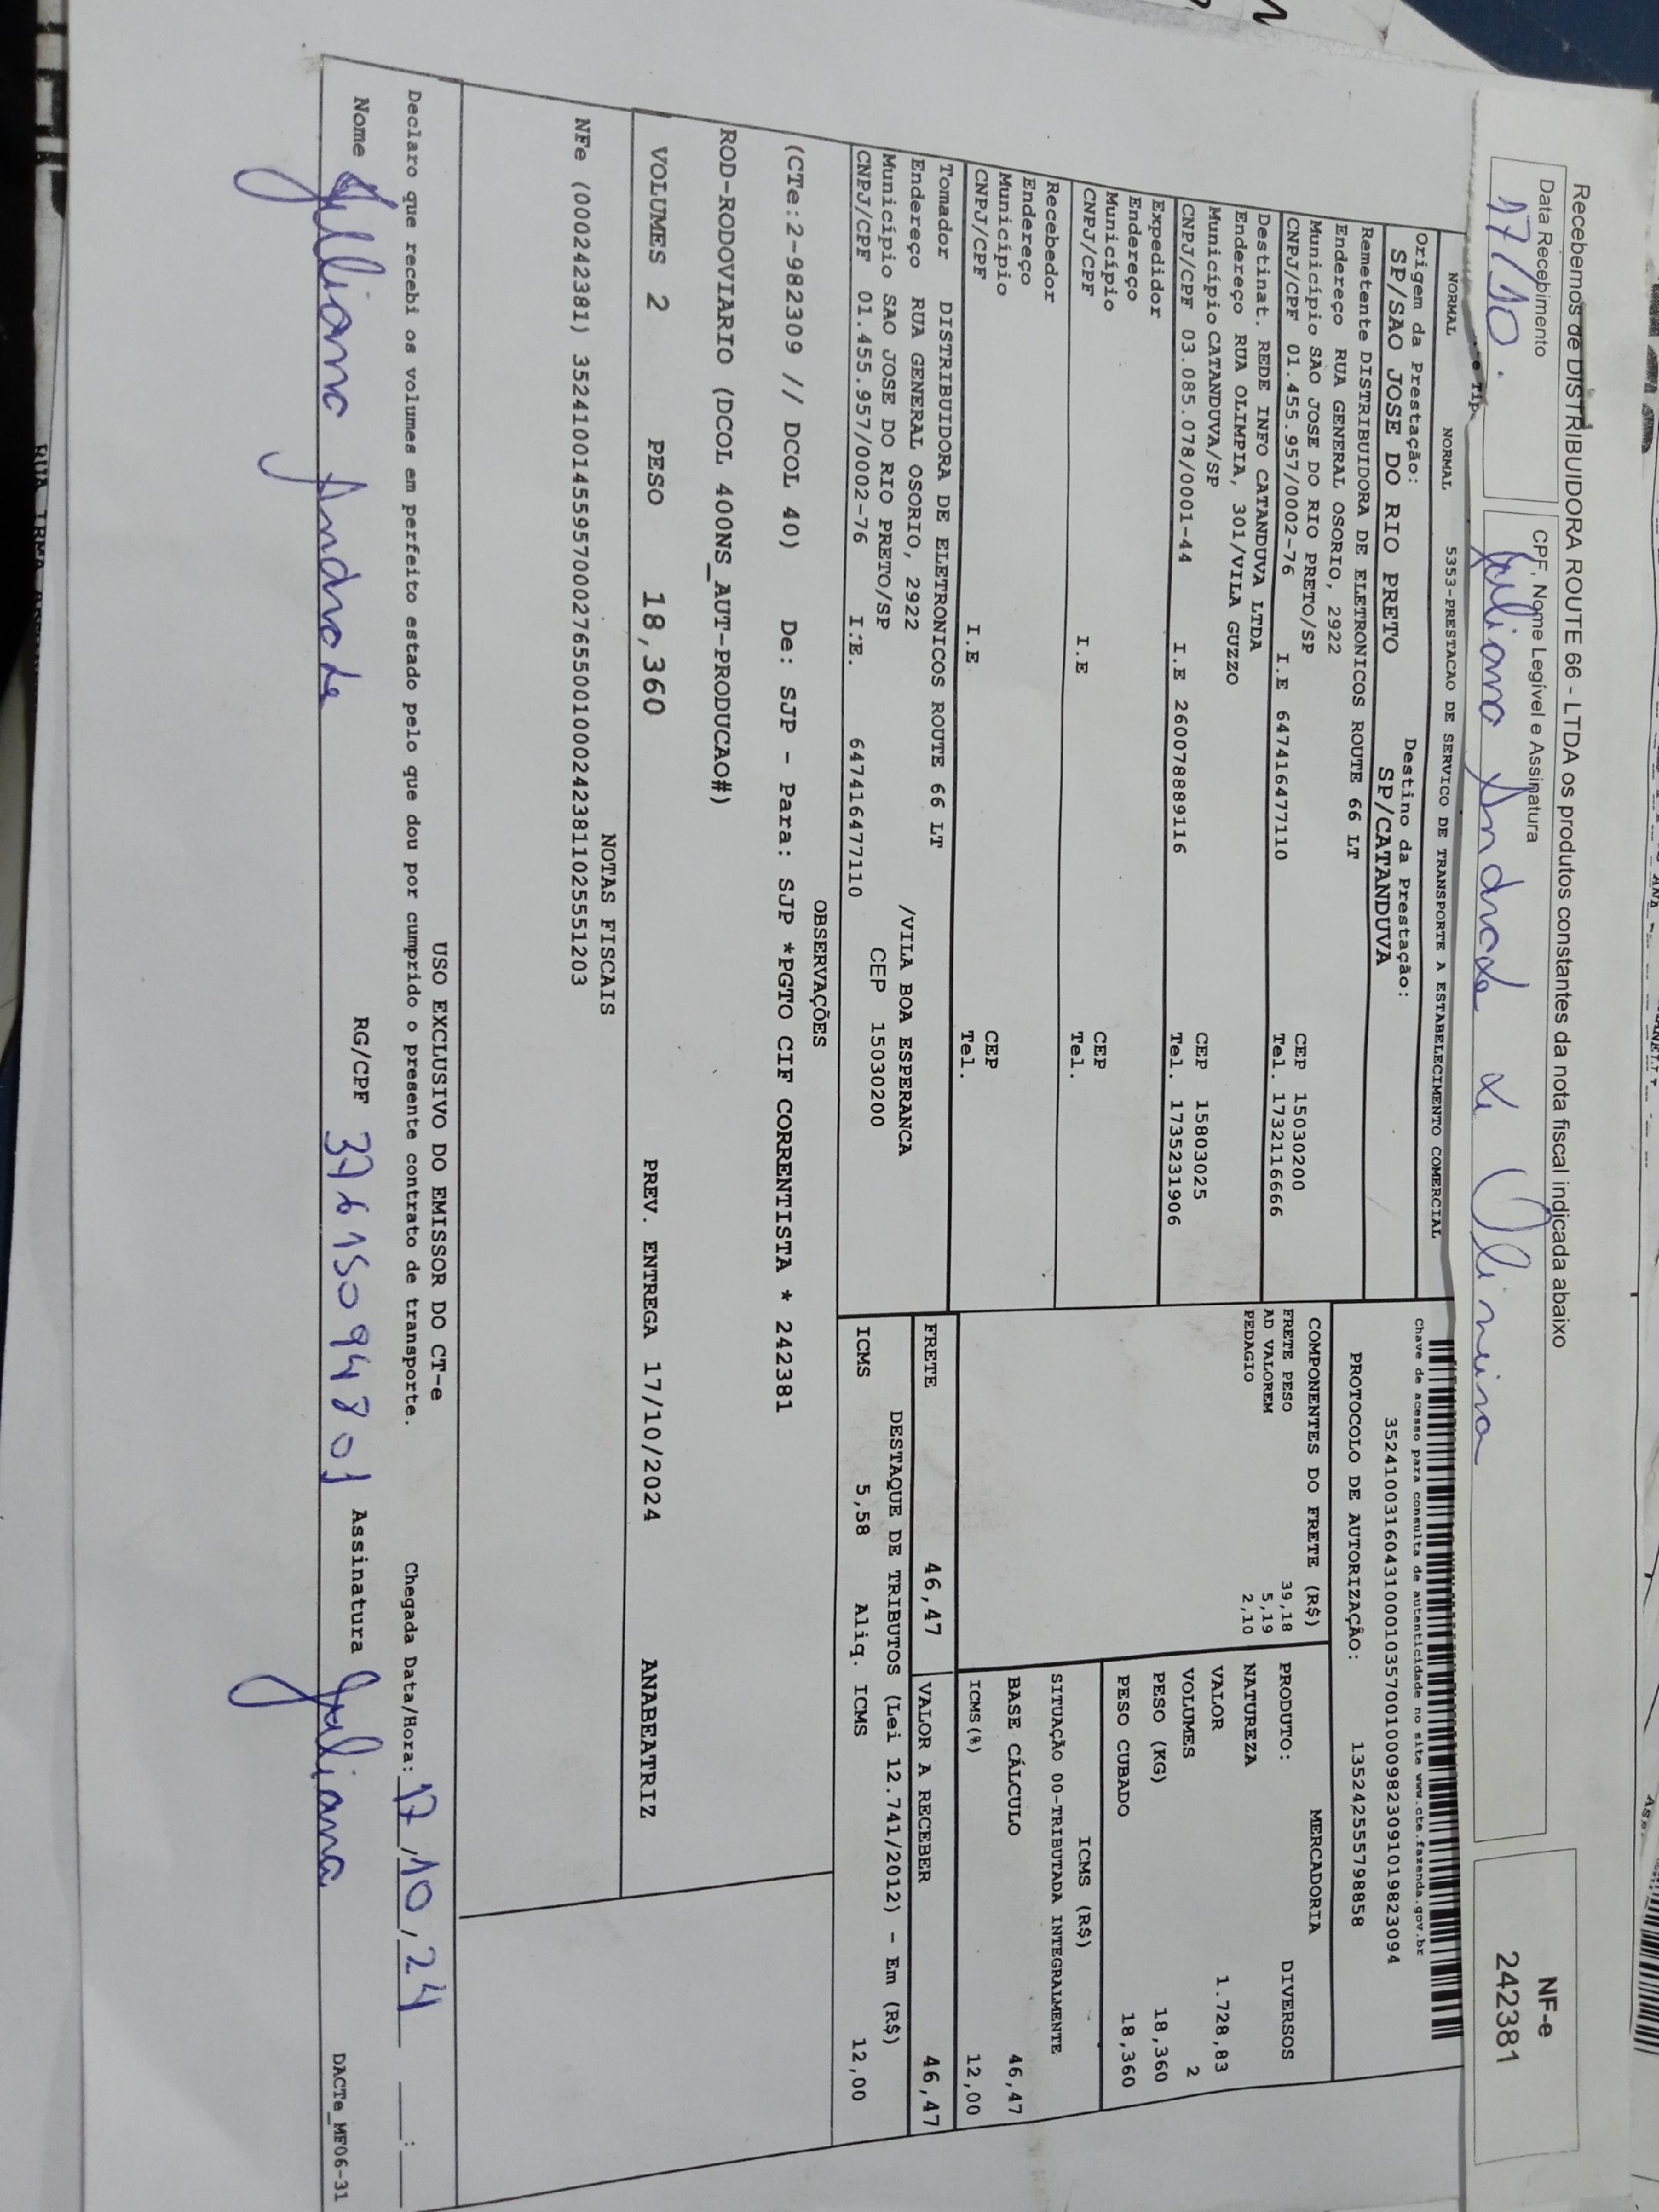 Recebemos de DISTRIBUIDORA ROUTE 66 - LTDA os produtos constantes da nota fiscal indicada abaixo
Data Recebimento
CPF, Nome Legível e Assinatura
17/10.
Juliana Andrade de Oliveira
NF-e
242381
NORMAL NORMAL 5353-PRESTACAO DE SERVICO DE TRANSPORTE A ESTABELECIMENTO COMERCIAL
Origem da Prestação: Destino da Prestação:
SP/SAO JOSE DO RIO PRETO SP/CATANDUVA
Remetente DISTRIBUIDORA DE ELETRONICOS ROUTE 66 LT
Endereço RUA GENERAL OSORIO, 2922
Município SAO JOSE DO RIO PRETO/SP CEP 15030200
CNPJ/CPF 01.455.957/0002-76 I.E 647416477110 Tel. 1732116666
Destinat. REDE INFO CATANDUVA LTDA
Endereço RUA OLIMPIA, 301/VILA GUZZO
Município CATANDUVA/SP CEP 15803025
CNPJ/CPF 03.085.078/0001-44 I.E 260078889116 Tel. 1735231906
Expedidor
Endereço
Município CEP
CNPJ/CPF I.E Tel.
Recebedor
Endereço
Município CEP
CNPJ/CPF I.E Tel.
Tomador DISTRIBUIDORA DE ELETRONICOS ROUTE 66 LT
Endereço RUA GENERAL OSORIO, 2922 /VILA BOA ESPERANCA
Município SAO JOSE DO RIO PRETO/SP CEP 15030200
CNPJ/CPF 01.455.957/0002-76 I.E. 647416477110
Chave de acesso para consulta de autenticidade no site www.cte.fazenda.gov.br
35241003160431000103570010009823091019823094
PROTOCOLO DE AUTORIZAÇÃO: 135242555798858
COMPONENTES DO FRETE (R$)
FRETE PESO 39,18
AD VALOREM 5,19
PEDAGIO 2,10
MERCADORIA
PRODUTO: DIVERSOS
NATUREZA
VALOR 1.728,83
VOLUMES 2
PESO (KG) 18,360
PESO CUBADO 18,360
ICMS (R$)
SITUAÇÃO 00-TRIBUTADA INTEGRALMENTE
BASE CÁLCULO 46,47
ICMS(%) 12,00
FRETE 46,47 VALOR A RECEBER 46,47
DESTAQUE DE TRIBUTOS (Lei 12.741/2012) - Em (R$)
ICMS 5,58 Aliq. ICMS 12,00
OBSERVAÇÕES
(CTe:2-982309 // DCOL 40) De: SJP - Para: SJP *PGTO CIF CORRENTISTA * 242381
ROD-RODOVIARIO (DCOL 400NS_AUT-PRODUCAO#)
VOLUMES 2 PESO 18,360 PREV. ENTREGA 17/10/2024 ANABEATRIZ
NOTAS FISCAIS
NFe (000242381) 35241001455957000276550010002423811025551203
USO EXCLUSIVO DO EMISSOR DO CT-e
Declaro que recebi os volumes em perfeito estado pelo que dou por cumprido o presente contrato de transporte. Chegada Data/Hora: 17/10/24
Nome Juliana Andrade RG/CPF 37615094801 Assinatura Juliana
DACTe_MF06-31